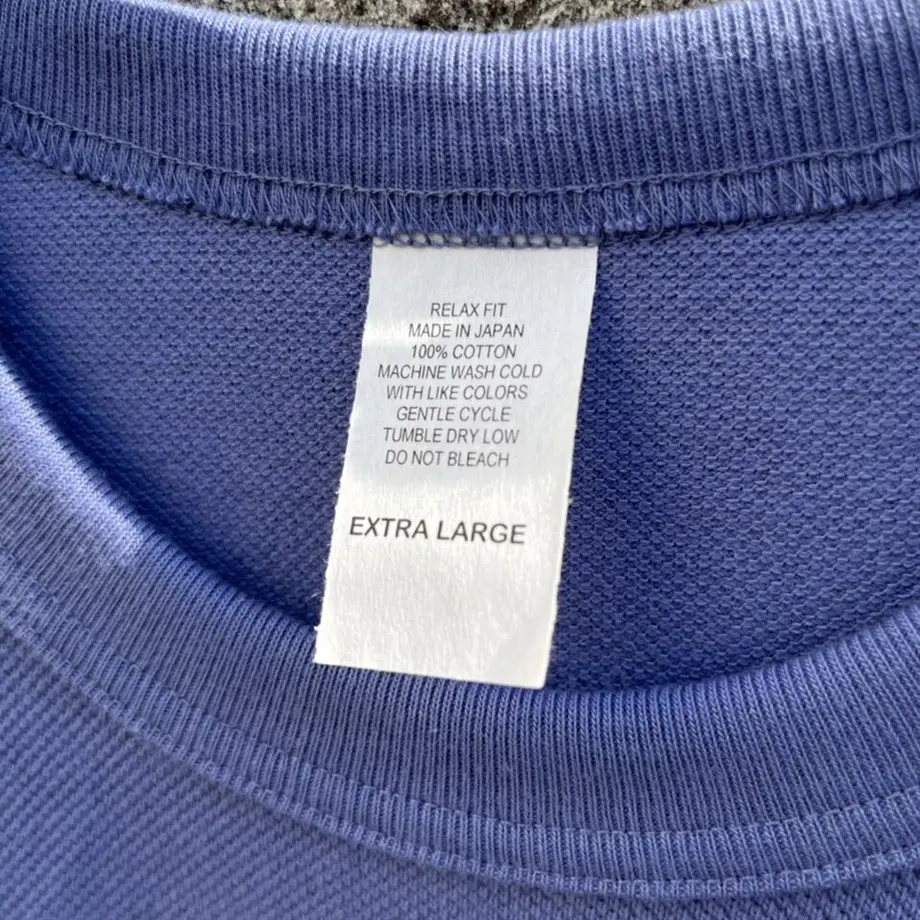 RELAX FIT
MADE IN JAPAN
100% COTTON
MACHINE WASH COLD
WITH LIKE COLORS
GENTLE CYCLE
TUMBLE DRY LOW
DO NOT BLEACH
EXTRA LARGE